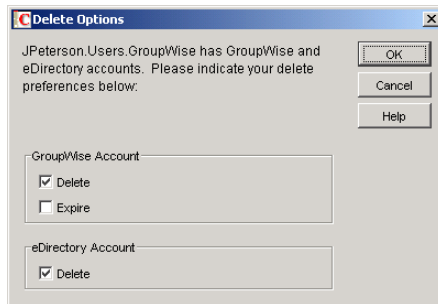 Delete Options
JPeterson.Users.GroupWise has GroupWise and
eDirectory accounts. Please indicate your delete
preferences below:
OK
Cancel
Help
GroupWise Account
Delete
Expire
eDirectory Account
Delete